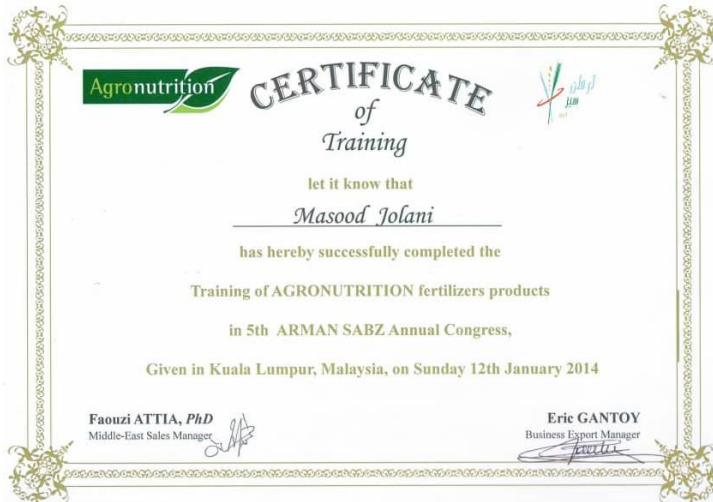 Agronutrition
آرمان
سبز
CERTIFICATE
of
Training
let it know that
Masood Jolani
has hereby successfully completed the
Training of AGRONUTRITION fertilizers products
in 5th ARMAN SABZ Annual Congress,
Given in Kuala Lumpur, Malaysia, on Sunday 12th January 2014
Faouzi ATTIA, PhD
Middle-East Sales Manager
Eric GANTOY
Business Export Manager